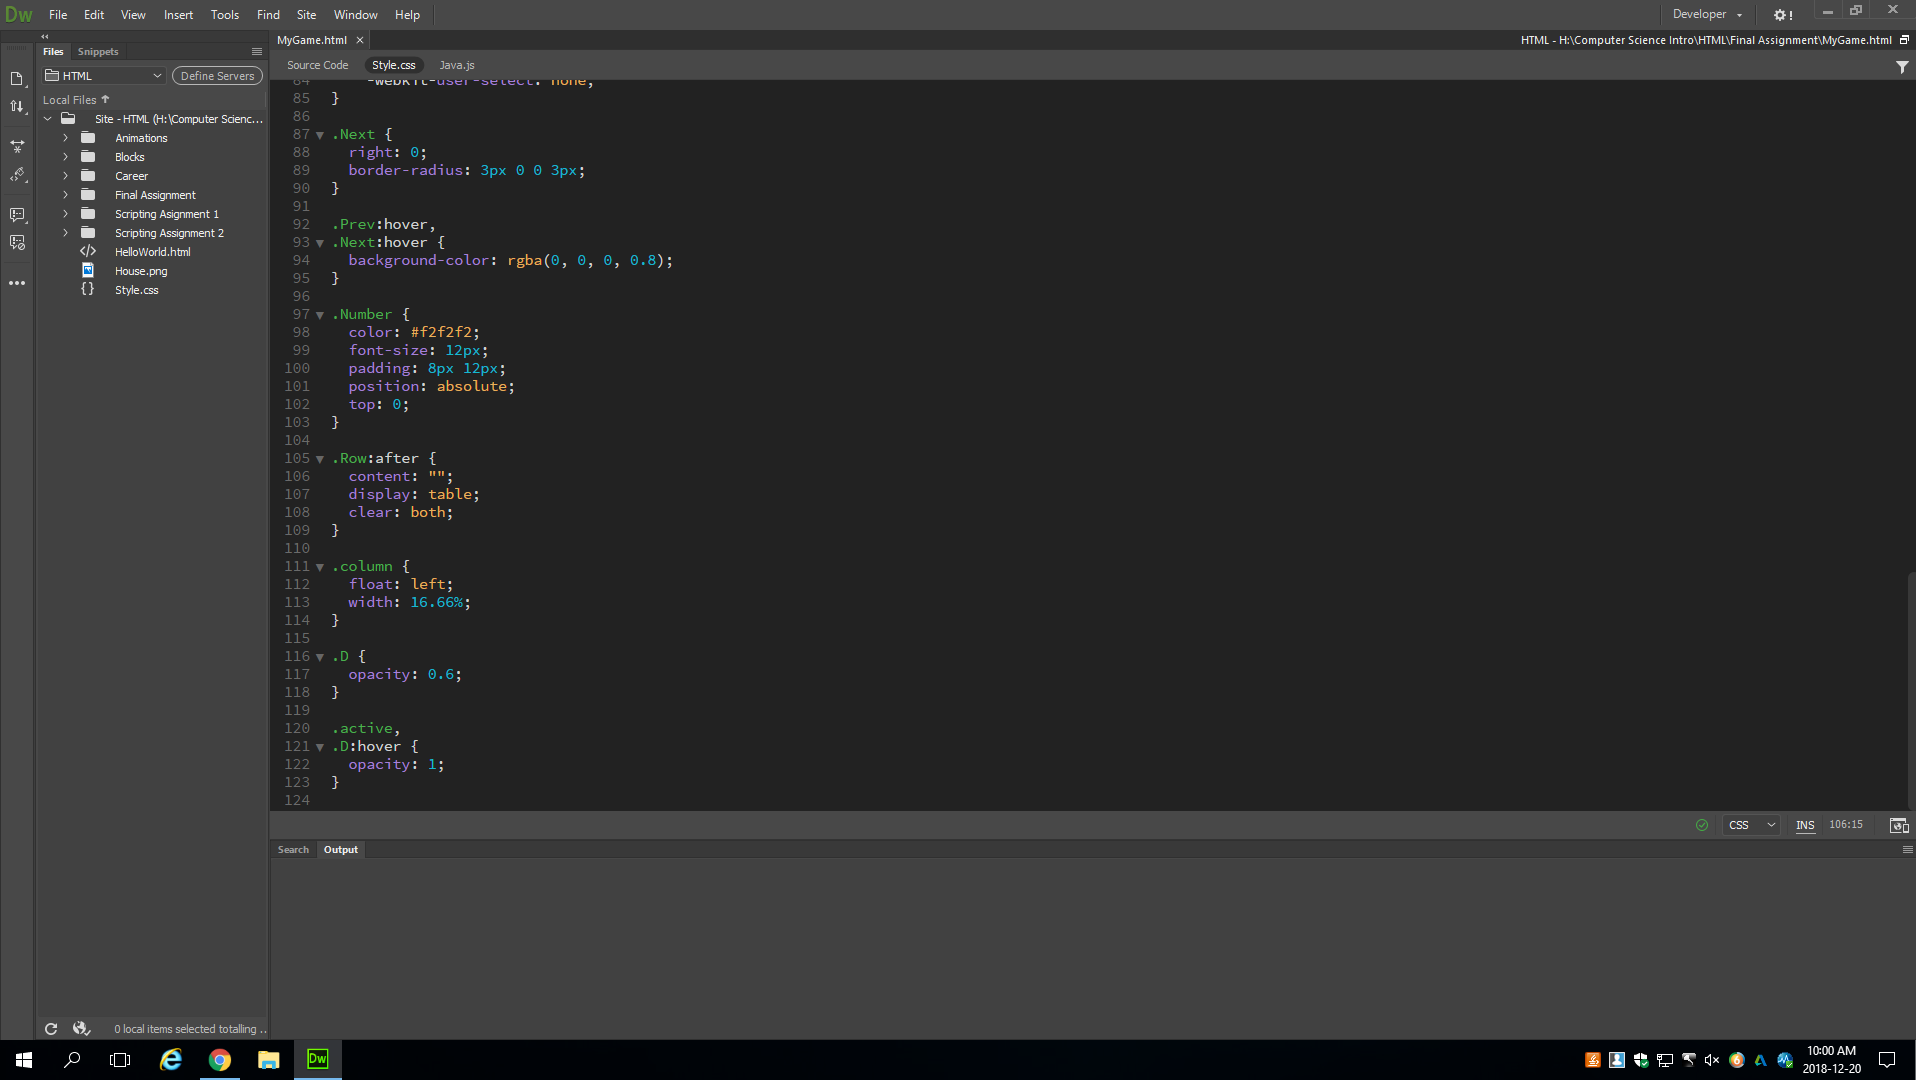 Dw File Edit View Insert Tools Find Site Window Help Developer
Files Snippets
HTML Define Servers
Local Files
Site - HTML (H:\Computer Scienc...
Animations
Blocks
Career
Final Assignment
Scripting Asignment 1
Scripting Assignment 2
HelloWorld.html
House.png
Style.css
0 local items selected totalling ..
MyGame.html HTML - H:\Computer Science Intro\HTML\Final Assignment\MyGame.html
Source Code Style.css Java.js
84 -webkit-user-select: none;
85 }
86
87 .Next {
88 right: 0;
89 border-radius: 3px 0 0 3px;
90 }
91
92 .Prev:hover,
93 .Next:hover {
94 background-color: rgba(0, 0, 0, 0.8);
95 }
96
97 .Number {
98 color: #f2f2f2;
99 font-size: 12px;
100 padding: 8px 12px;
101 position: absolute;
102 top: 0;
103 }
104
105 .Row:after {
106 content: "";
107 display: table;
108 clear: both;
109 }
110
111 .column {
112 float: left;
113 width: 16.66%;
114 }
115
116 .D {
117 opacity: 0.6;
118 }
119
120 .active,
121 .D:hover {
122 opacity: 1;
123 }
124
CSS INS 106:15
Search Output
Dw
10:00 AM
2018-12-20